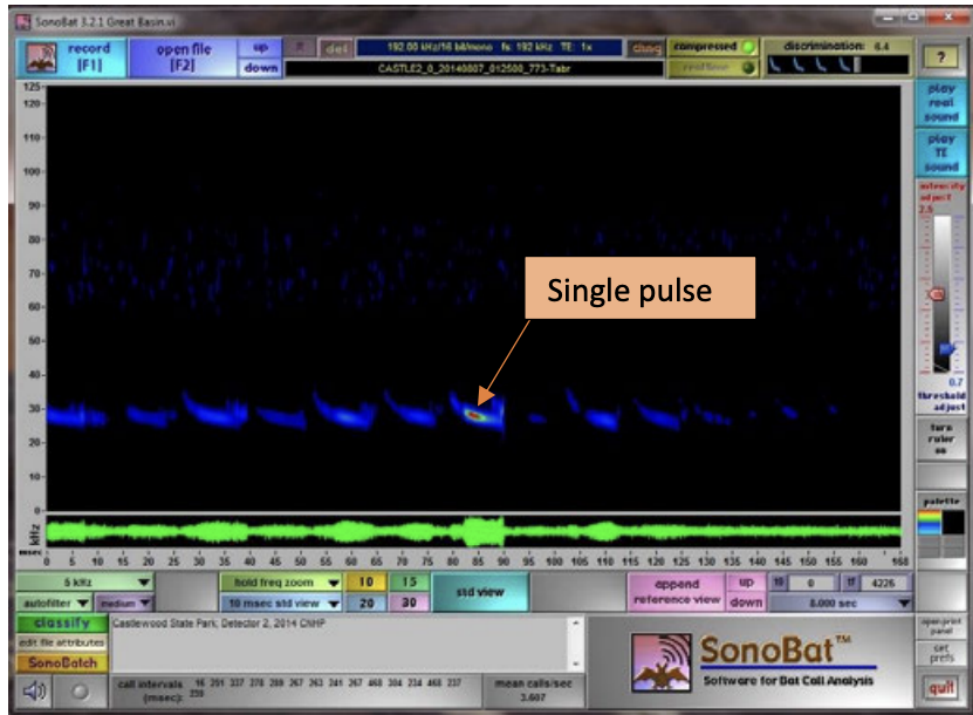 SonoBat 3.2.1 Great Basin.vi
record
[F1]
open file
[F2]
up
down
R
del
192.00 kHz/16 bit/mono fs: 192 kHz TE: 1x
CASTLE2_0_20140807_012500_773-Tabr
chng
compressed
real time
discrimination: 6.4
?
125
120
110
100
90
80
70
60
50
40
30
20
10
0
kHz
Single pulse
play
real
sound
play
TE
sound
intensity
adjust
2.5
0.7
threshold
adjust
turn
ruler
on
palette
msec
0 5 10 15 20 25 30 35 40 45 50 55 60 65 70 75 80 85 90 95 100 105 110 115 120 125 130 135 140 145 150 155 160 168
5 kHz
autofilter
medium
hold freq zoom
10 msec std view
10 15
20 30
std view
append
reference view
up
down
0
tf
4226
8.000 sec
classify
edit file attributes
SonoBatch
Castlewood State Park; Detector 2, 2014 CNHP
call intervals
(msec):
mean calls/sec
3.607
SonoBat™
Software for Bat Call Analysis
open print
panel
set
prefs
quit